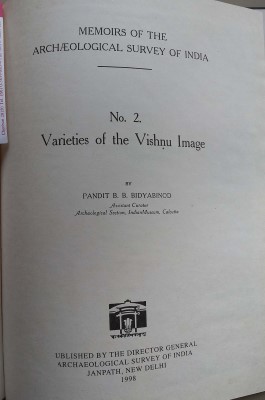 MEMOIRS OF THE
ARCHÆOLOGICAL SURVEY OF INDIA
No. 2.
Varieties of the Vishṇu Image
BY
PANDIT B. B. BIDYABINOD
Assistant Curator
Archæological Section, Indian Museum, Calcutta
UBLISHED BY THE DIRECTOR GENERAL
ARCHAEOLOGICAL SURVEY OF INDIA
JANPATH, NEW DELHI
1998